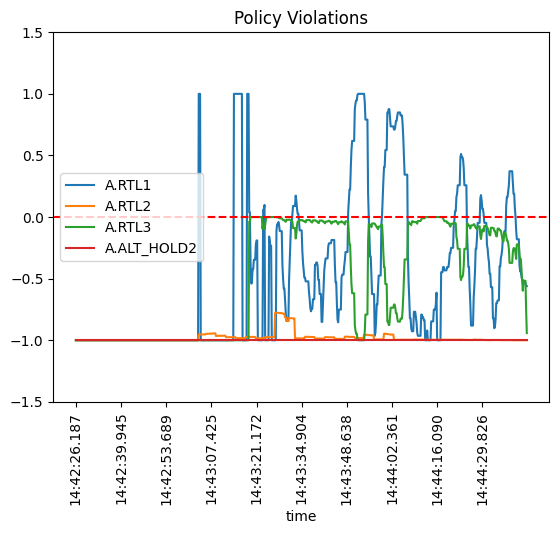 Policy Violations
1.5
1.0
0.5
0.0
−0.5
−1.0
−1.5
A.RTL1
A.RTL2
A.RTL3
A.ALT_HOLD2
14:42:26.187
14:42:39.945
14:42:53.689
14:43:07.425
14:43:21.172
14:43:34.904
14:43:48.638
14:44:02.361
14:44:16.090
14:44:29.826
time